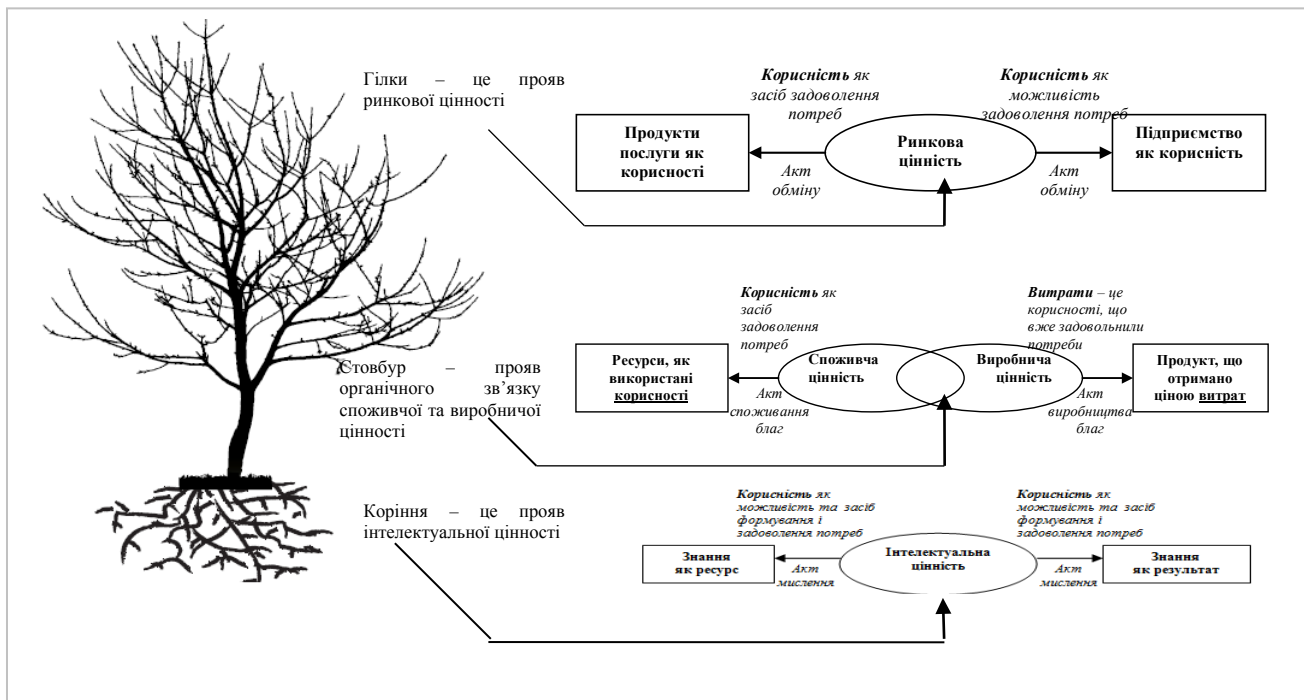 Гілки – це прояв
ринкової цінності
Корисність як
засіб задоволення
потреб
Корисність як
можливість
задоволення потреб
Продукти
послуги як
корисності
Ринкова
цінність
Підприємство
як корисність
Акт
обміну
Акт
обміну
Стовбур – прояв
органічного зв’язку
споживчої та виробничої
цінності
Корисність як
засіб
задоволення
потреб
Витрати – це
корисності, що
вже задовольнили
потреби
Ресурси, як
використані
корисності
Споживча
цінність
Виробнича
цінність
Продукт, що
отримано
ціною витрат
Акт
споживання
благ
Акт
виробництва
благ
Коріння – це прояв
інтелектуальної цінності
Корисність як
можливість та засіб
формування і
задоволення потреб
Корисність як
можливість та засіб
формування і
задоволення потреб
Знання
як ресурс
Інтелектуальна
цінність
Знання
як результат
Акт
мислення
Акт
мислення